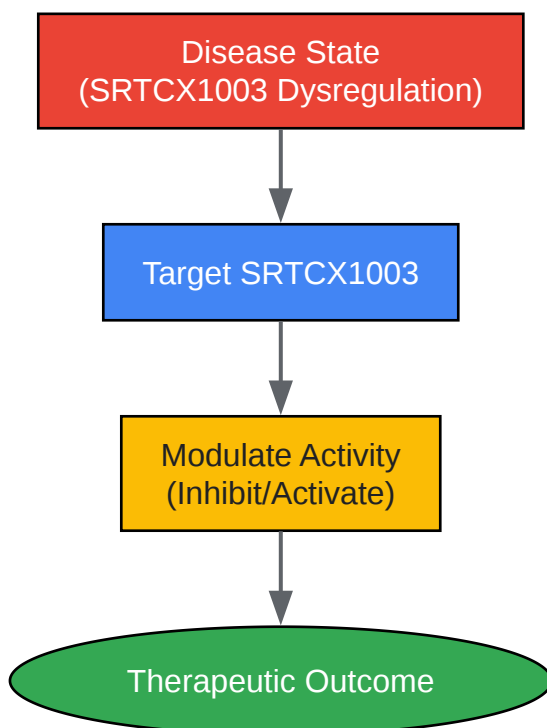 Disease State
(SRTCX1003 Dysregulation)
Target SRTCX1003
Modulate Activity
(Inhibit/Activate)
Therapeutic Outcome